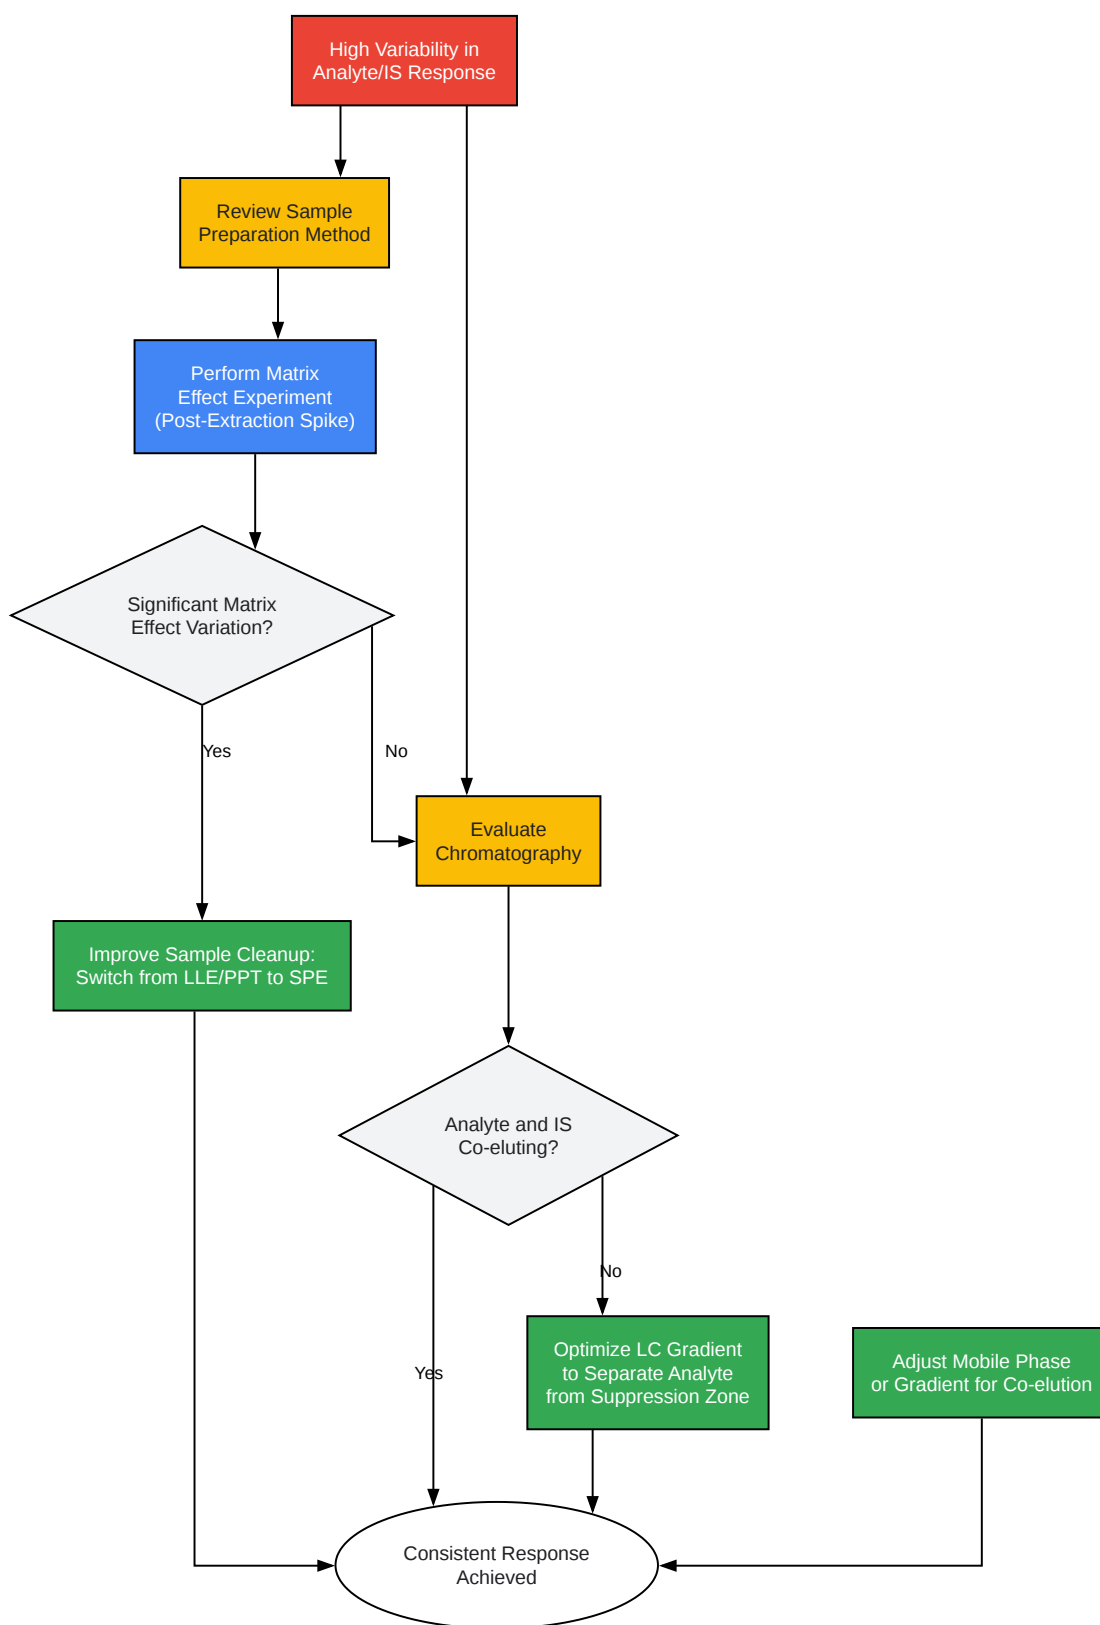 High Variability in
Analyte/IS Response
Review Sample
Preparation Method
Perform Matrix
Effect Experiment
(Post-Extraction Spike)
Significant Matrix
Effect Variation?
Yes
No
Evaluate
Chromatography
Improve Sample Cleanup:
Switch from LLE/PPT to SPE
Analyte and IS
Co-eluting?
No
Yes
Optimize LC Gradient
to Separate Analyte
from Suppression Zone
Adjust Mobile Phase
or Gradient for Co-elution
Consistent Response
Achieved